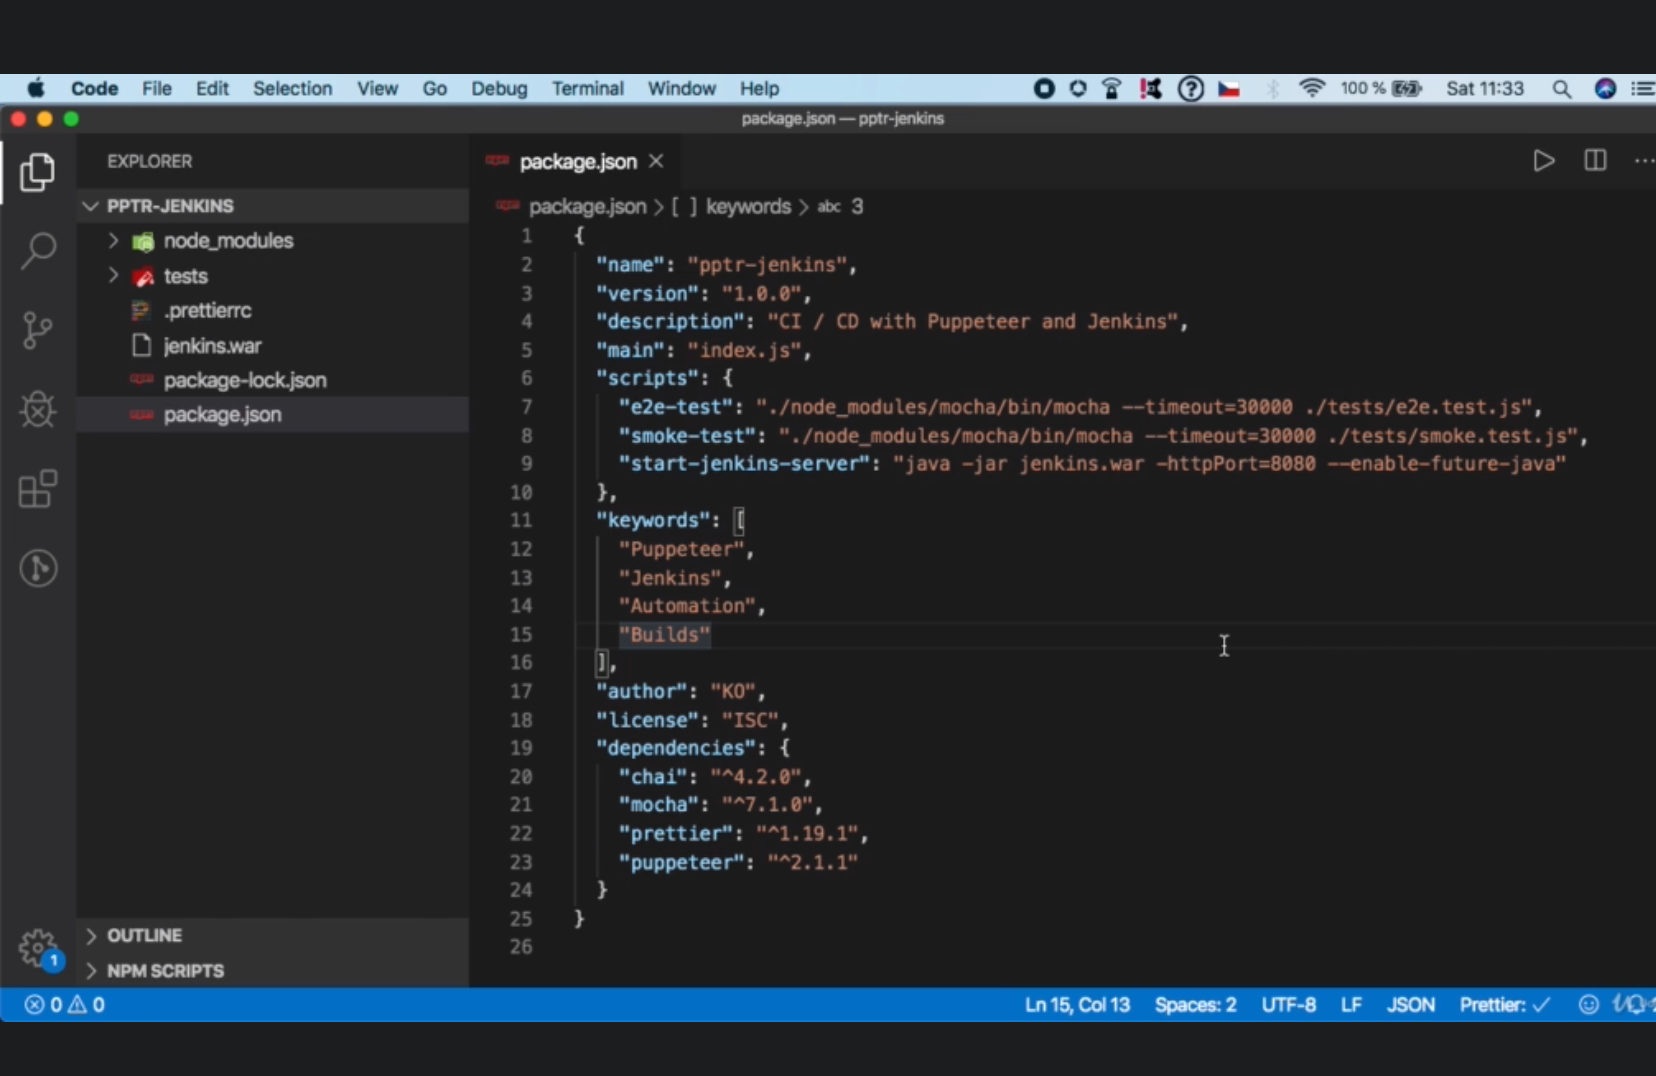 Code File Edit Selection View Go Debug Terminal Window Help 100 % Sat 11:33
package.json — pptr-jenkins
EXPLORER
PPTR-JENKINS
node_modules
tests
.prettierrc
jenkins.war
package-lock.json
package.json
OUTLINE
NPM SCRIPTS
1
package.json
package.json > [ ] keywords > abc 3
1 {
2 "name": "pptr-jenkins",
3 "version": "1.0.0",
4 "description": "CI / CD with Puppeteer and Jenkins",
5 "main": "index.js",
6 "scripts": {
7 "e2e-test": "./node_modules/mocha/bin/mocha --timeout=30000 ./tests/e2e.test.js",
8 "smoke-test": "./node_modules/mocha/bin/mocha --timeout=30000 ./tests/smoke.test.js",
9 "start-jenkins-server": "java -jar jenkins.war -httpPort=8080 --enable-future-java"
10 },
11 "keywords": [
12 "Puppeteer",
13 "Jenkins",
14 "Automation",
15 "Builds"
16 ],
17 "author": "KO",
18 "license": "ISC",
19 "dependencies": {
20 "chai": "^4.2.0",
21 "mocha": "^7.1.0",
22 "prettier": "^1.19.1",
23 "puppeteer": "^2.1.1"
24 }
25 }
26
0 0 Ln 15, Col 13 Spaces: 2 UTF-8 LF JSON Prettier: ✓